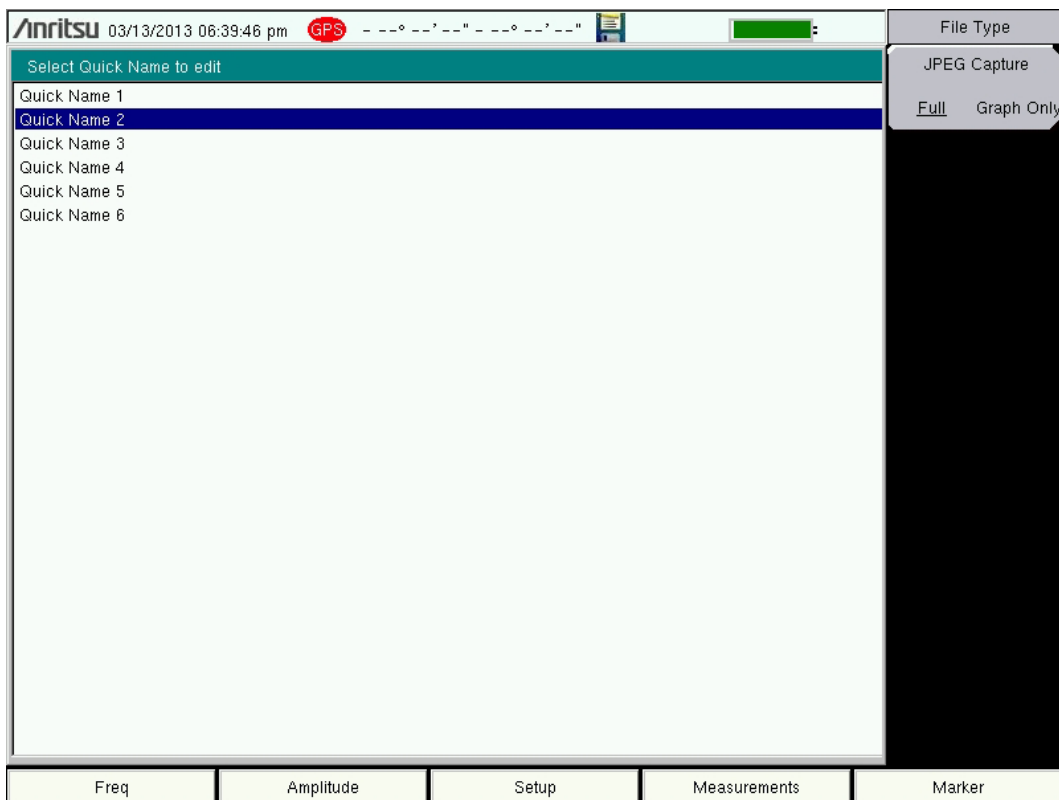 /Inritsu 03/13/2013 06:39:46 pm GPS - --° --' --" - --° --' --"
File Type
Select Quick Name to edit
JPEG Capture
Full Graph Only
Quick Name 1
Quick Name 2
Quick Name 3
Quick Name 4
Quick Name 5
Quick Name 6
Freq Amplitude Setup Measurements Marker